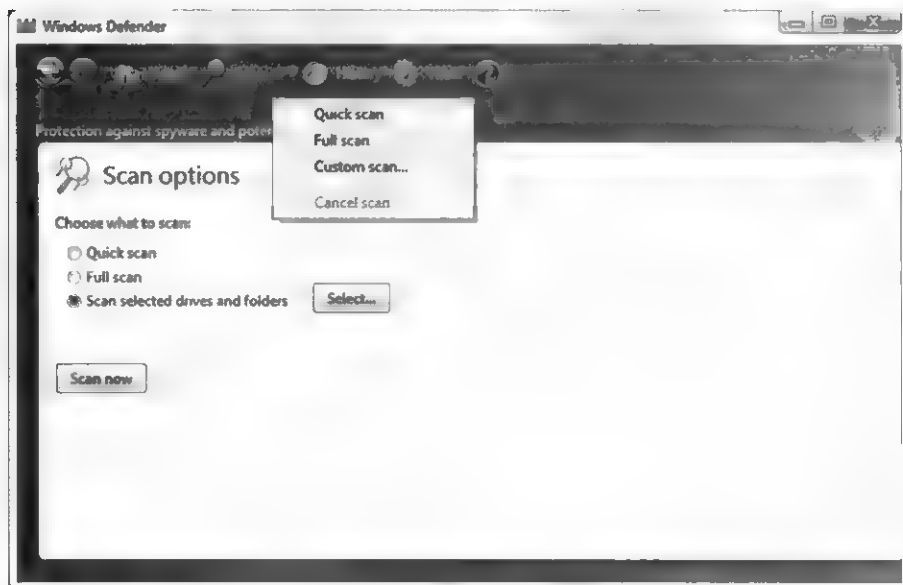 Windows Defender
Protection against spyware and
Quick scan
Full scan
Custom scan...
Cancel scan
Scan options
Choose what to scan:
Quick scan
Full scan
Scan selected drives and folders
Select...
Scan now